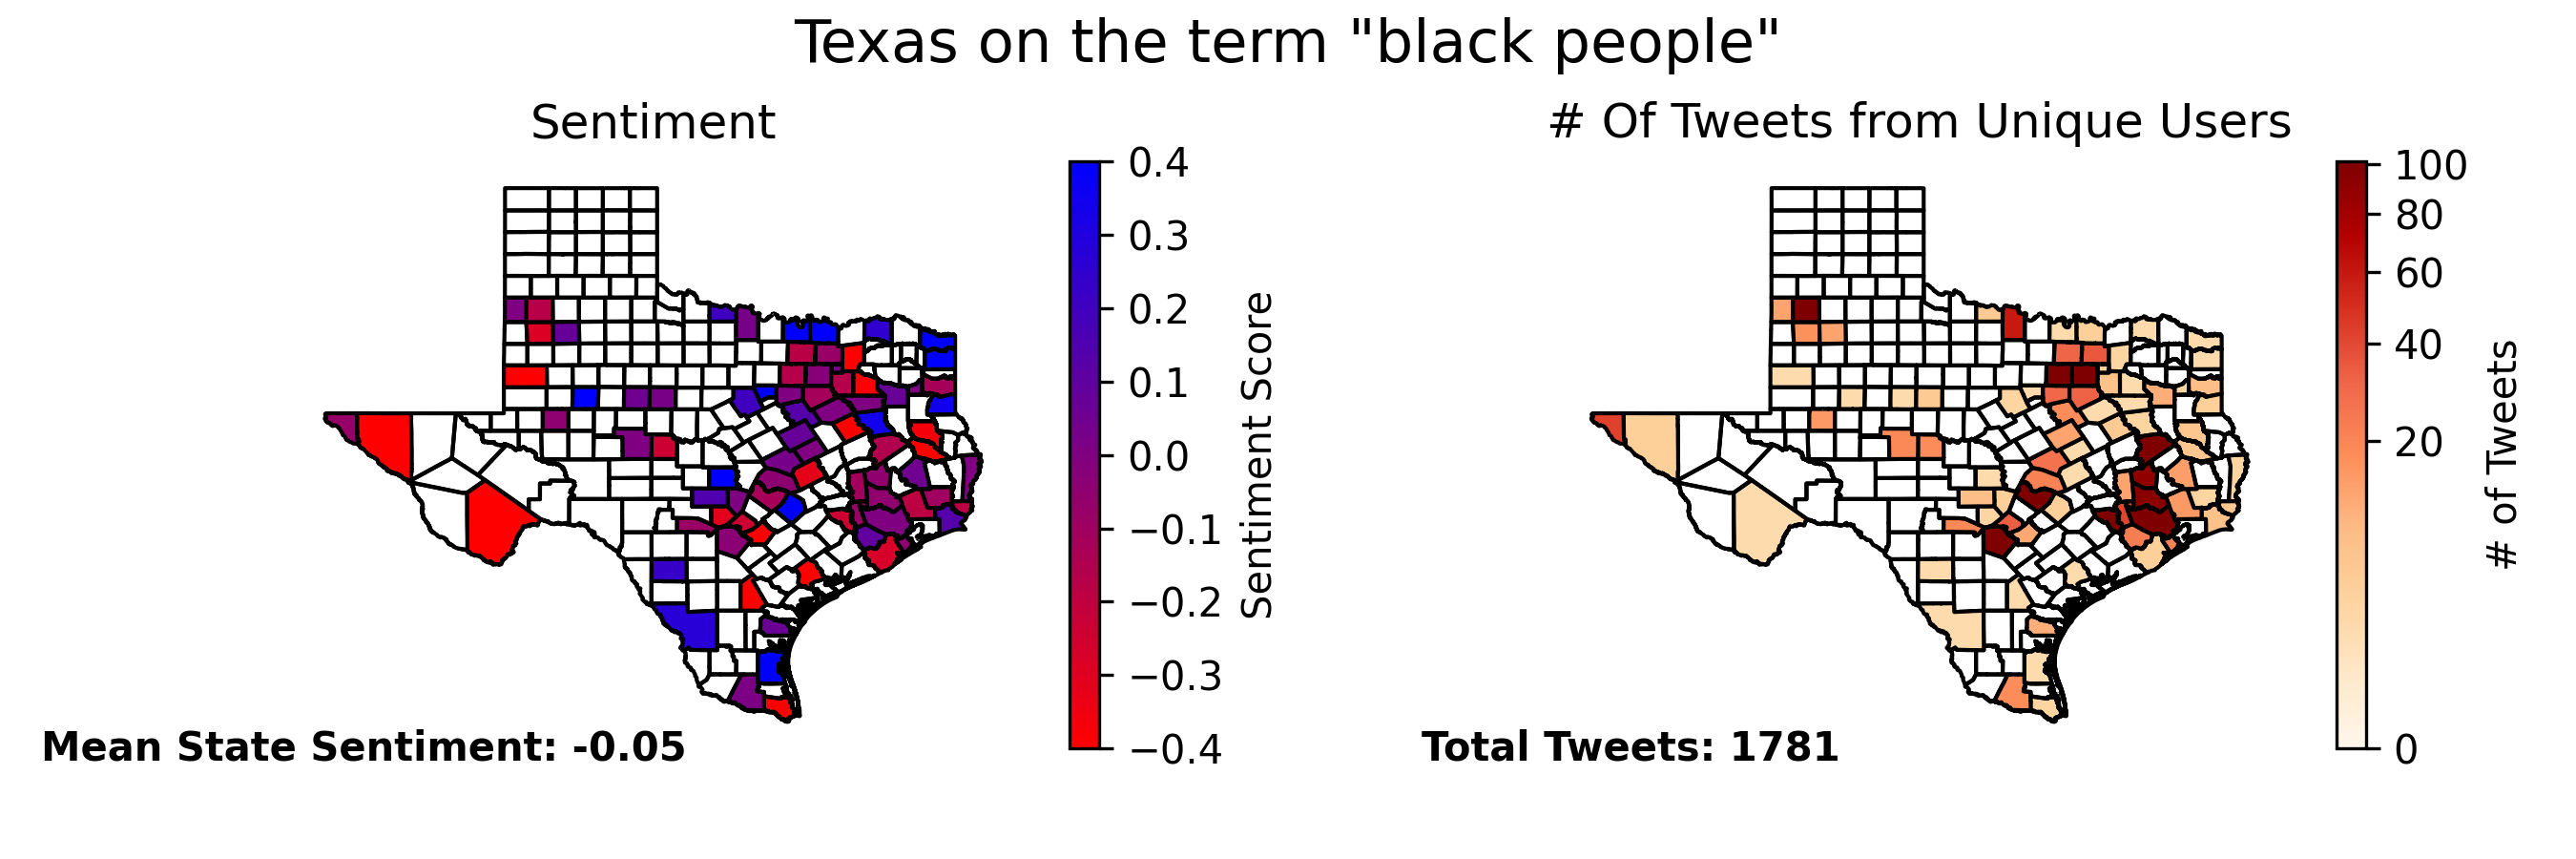 Texas on the term "black people"
Sentiment
0.4
0.3
0.2
0.1
0.0
−0.1
−0.2
−0.3
−0.4
Sentiment Score
Mean State Sentiment: -0.05
# Of Tweets from Unique Users
100
80
60
40
20
0
# of Tweets
Total Tweets: 1781